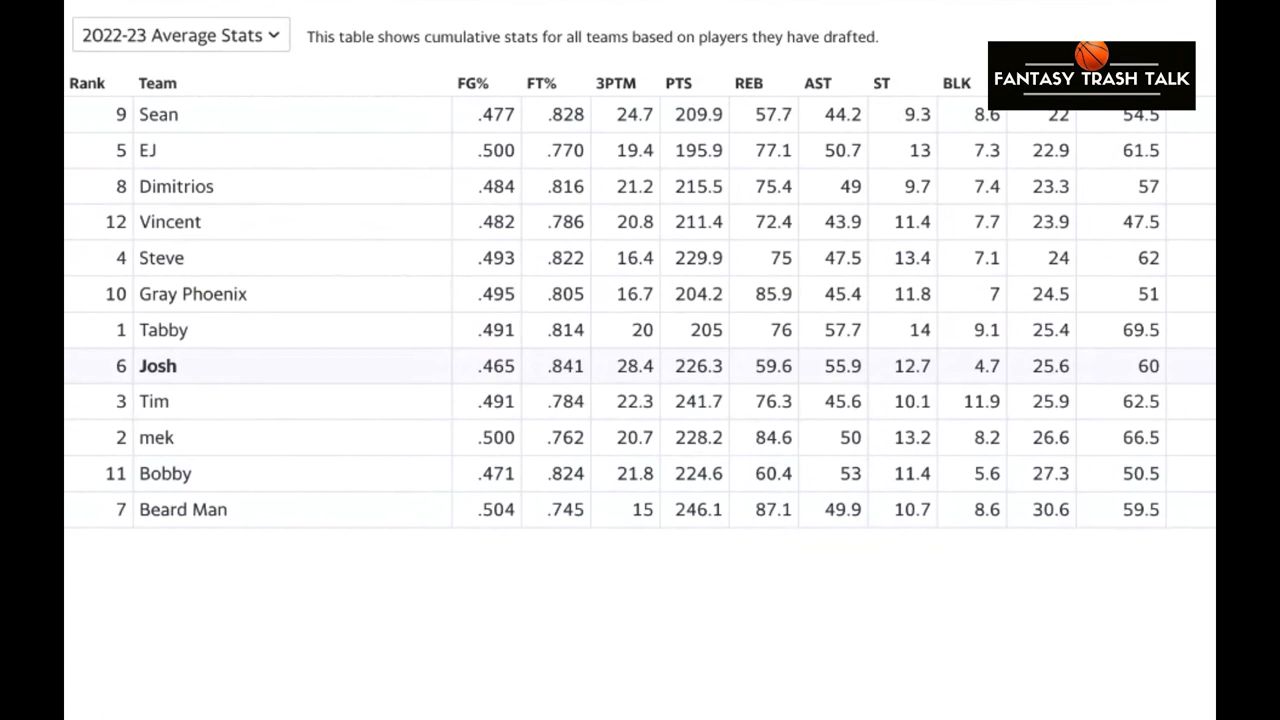 2022-23 Average Stats This table shows cumulative stats for all teams based on players they have drafted.
FANTASY TRASH TALK
Rank Team FG% FT% 3PTM PTS REB AST ST BLK
9 Sean .477 .828 24.7 209.9 57.7 44.2 9.3 8.6 22 54.5
5 EJ .500 .770 19.4 195.9 77.1 50.7 13 7.3 22.9 61.5
8 Dimitrios .484 .816 21.2 215.5 75.4 49 9.7 7.4 23.3 57
12 Vincent .482 .786 20.8 211.4 72.4 43.9 11.4 7.7 23.9 47.5
4 Steve .493 .822 16.4 229.9 75 47.5 13.4 7.1 24 62
10 Gray Phoenix .495 .805 16.7 204.2 85.9 45.4 11.8 7 24.5 51
1 Tabby .491 .814 20 205 76 57.7 14 9.1 25.4 69.5
6 Josh .465 .841 28.4 226.3 59.6 55.9 12.7 4.7 25.6 60
3 Tim .491 .784 22.3 241.7 76.3 45.6 10.1 11.9 25.9 62.5
2 mek .500 .762 20.7 228.2 84.6 50 13.2 8.2 26.6 66.5
11 Bobby .471 .824 21.8 224.6 60.4 53 11.4 5.6 27.3 50.5
7 Beard Man .504 .745 15 246.1 87.1 49.9 10.7 8.6 30.6 59.5